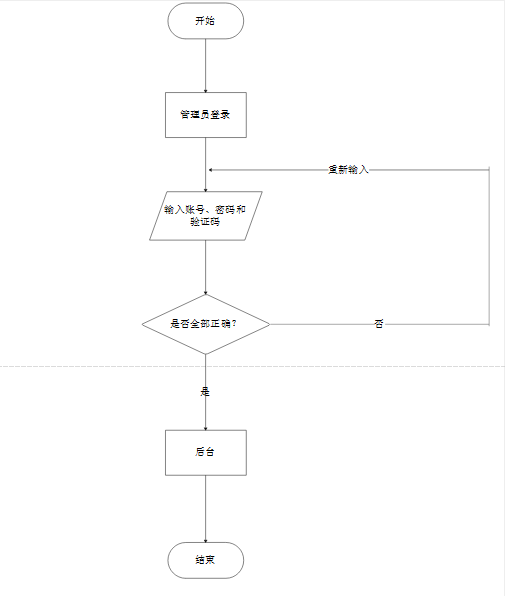 开始
管理员登录
重新输入
输入账号、密码和
验证码
是否全部正确？
否
是
后台
结束